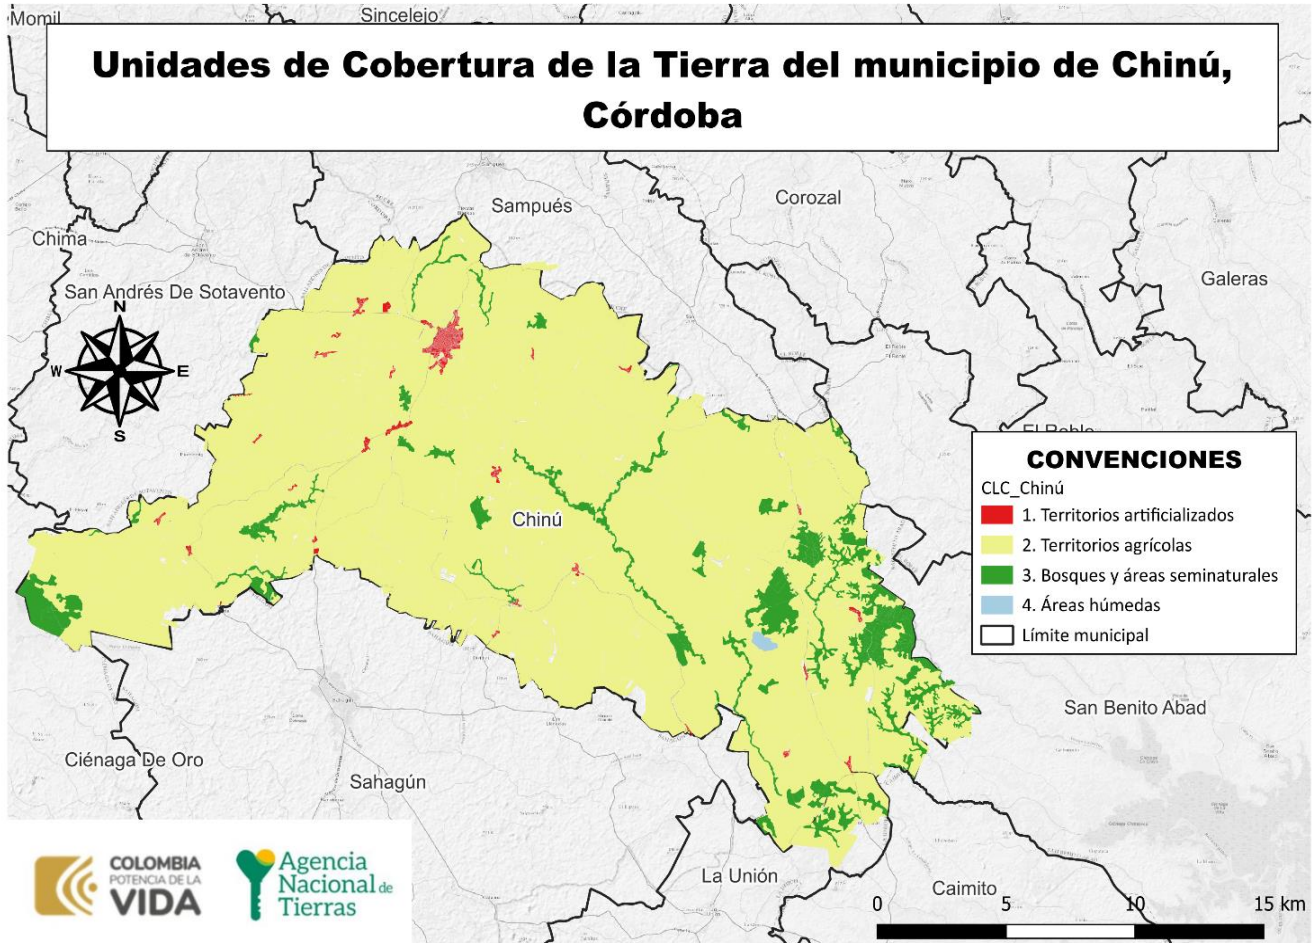 Momil
Sincelejo
Unidades de Cobertura de la Tierra del municipio de Chinú,
Córdoba
Sampués
Corozal
Chima
Galeras
San Andrés De Sotavento
N
W
E
S
El Roble
CONVENCIONES
CLC_Chinú
1. Territorios artificializados
2. Territorios agrícolas
3. Bosques y áreas seminaturales
4. Áreas húmedas
Límite municipal
Chinú
San Benito Abad
Ciénaga De Oro
Sahagún
La Unión
Caimito
COLOMBIA
POTENCIA DE LA
VIDA
Agencia
Nacional de
Tierras
0
5
10
15 km